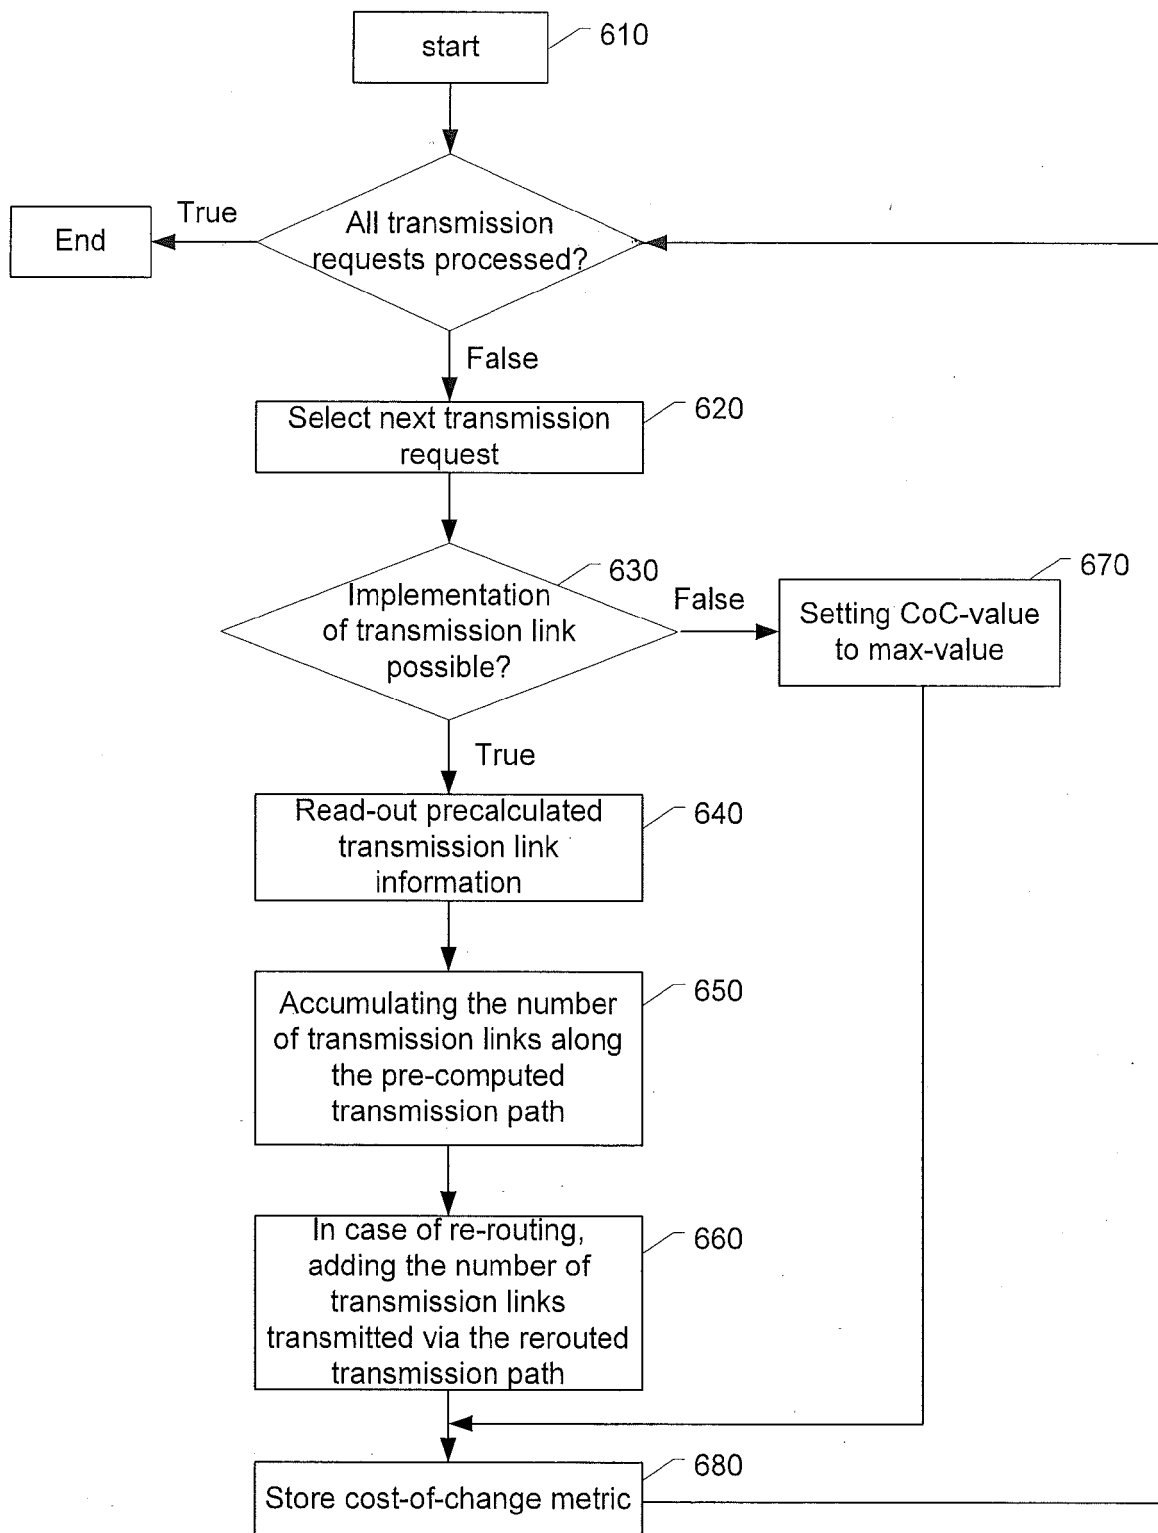 start
610
True
End
All transmission
requests processed?
False
Select next transmission
request
620
Implementation
of transmission link
possible?
630
False
Setting CoC-value
to max-value
670
True
Read-out precalculated
transmission link
information
640
Accumulating the number
of transmission links along
the pre-computed
transmission path
650
In case of re-routing,
adding the number of
transmission links
transmitted via the rerouted
transmission path
660
Store cost-of-change metric
680